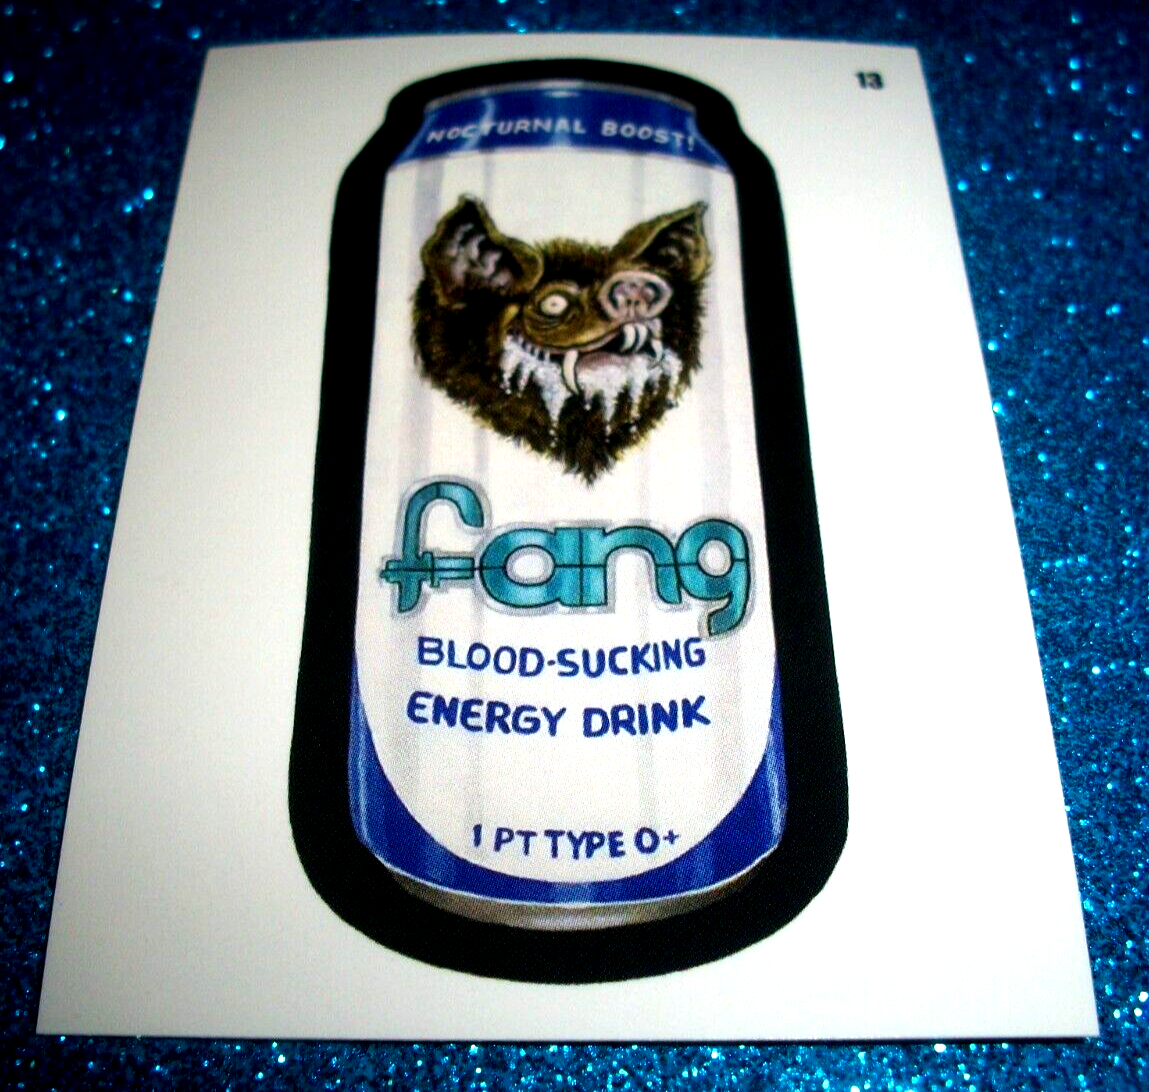 13
NOCTURNAL BOOST!
fang
BLOOD-SUCKING
ENERGY DRINK
1 PT TYPE O+